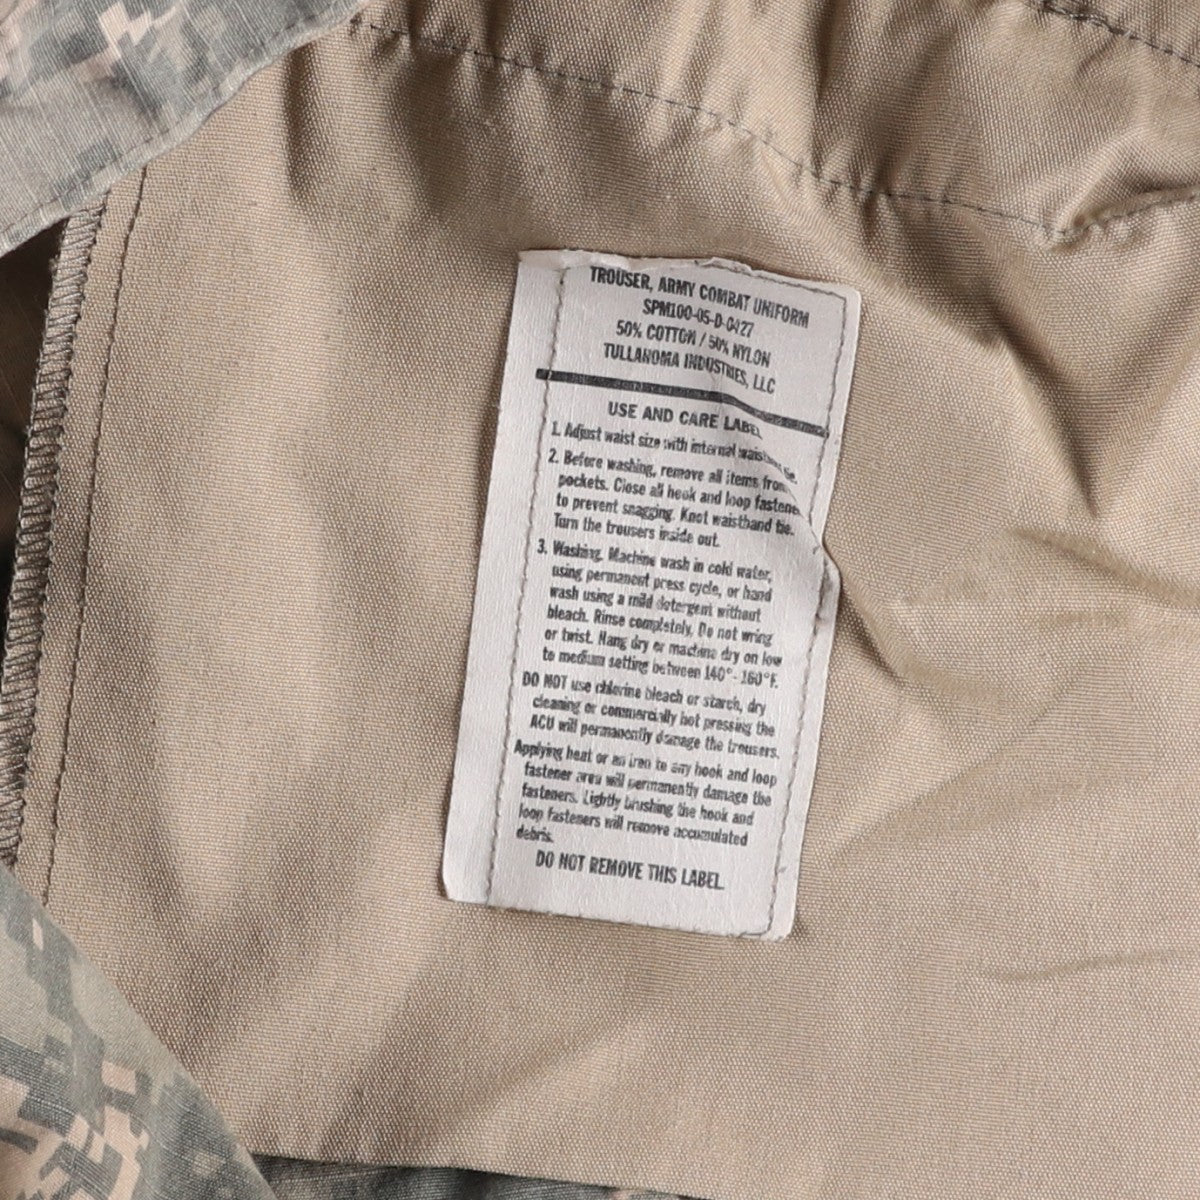 TROUSER, ARMY COMBAT UNIFORM
SPM100-05-D-0427
50% COTTON / 50% NYLON
TULLAHOMA INDUSTRIES, LLC
USE AND CARE LABEL
1. Adjust waist size with internal waistband tie.
2. Before washing, remove all items from
pockets. Close all hook and loop fasteners
to prevent snagging. Knot waistband tie.
Turn the trousers inside out.
3. Washing. Machine wash in cold water,
using permanent press cycle, or hand
wash using a mild detergent without
bleach. Rinse completely. Do not wring
or twist. Hang dry or machine dry on low
to medium setting between 140°- 160°F.
DO NOT use chlorine bleach or starch, dry
cleaning or commercially hot pressing the
ACU will permanently damage the trousers.
Applying heat or an iron to any hook and loop
fastener area will permanently damage the
fasteners. Lightly brushing the hook and
loop fasteners will remove accumulated
debris.
DO NOT REMOVE THIS LABEL